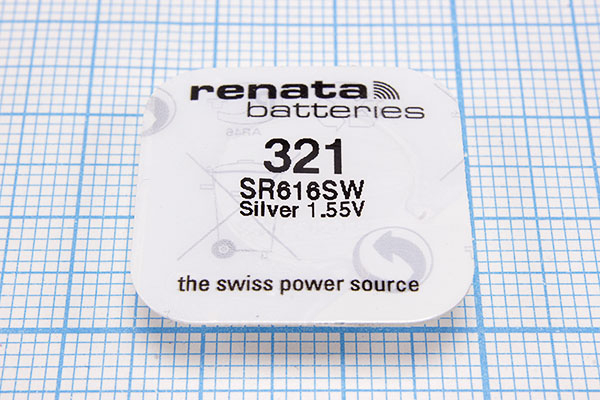 renata
batteries
321
SR616SW
Silver 1.55V
the swiss power source